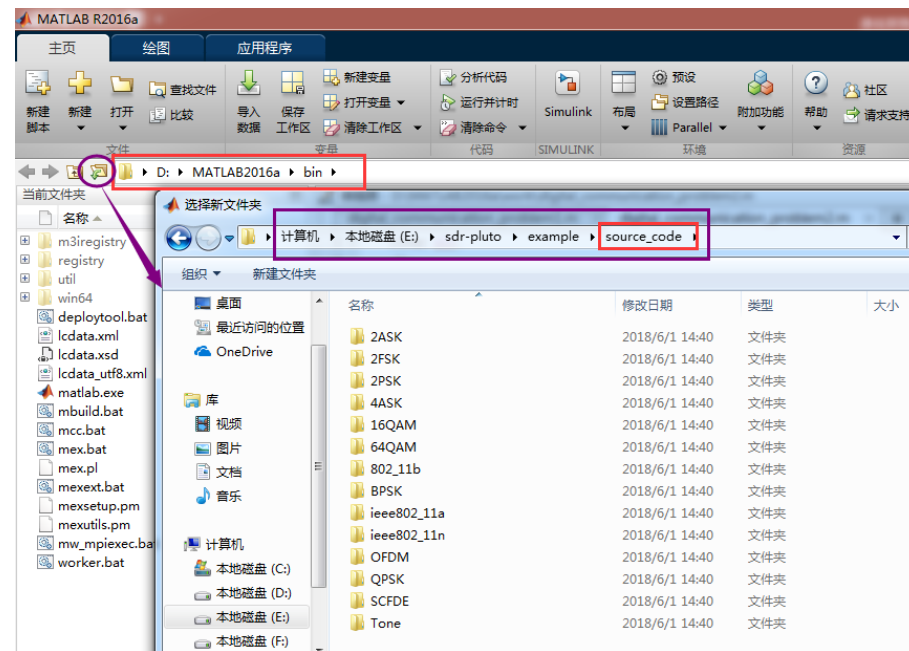 MATLAB R2016a
主页 绘图 应用程序
新建脚本 新建 打开 查找文件 比较 导入数据 保存工作区 新建变量 打开变量 清除工作区 分析代码 运行并计时 清除命令 Simulink 布局 预设 设置路径 Parallel 附加功能 帮助 社区 请求支持
文件 变量 代码 SIMULINK 环境 资源
D: MATLAB2016a bin
当前文件夹
名称
m3iregistry
registry
util
win64
deploytool.bat
lcdata.xml
lcdata.xsd
lcdata_utf8.xml
matlab.exe
mbuild.bat
mcc.bat
mex.bat
mex.pl
mexext.bat
mexsetup.pm
mexutils.pm
mw_mpiexec.ba
worker.bat
选择新文件夹
计算机 本地磁盘 (E:) sdr-pluto example source_code
组织 新建文件夹
桌面
最近访问的位置
OneDrive
库
视频
图片
文档
音乐
计算机
本地磁盘 (C:)
本地磁盘 (D:)
本地磁盘 (E:)
本地磁盘 (F:)
名称 修改日期 类型 大小
2ASK 2018/6/1 14:40 文件夹
2FSK 2018/6/1 14:40 文件夹
2PSK 2018/6/1 14:40 文件夹
4ASK 2018/6/1 14:40 文件夹
16QAM 2018/6/1 14:40 文件夹
64QAM 2018/6/1 14:40 文件夹
802_11b 2018/6/1 14:40 文件夹
BPSK 2018/6/1 14:40 文件夹
ieee802_11a 2018/6/1 14:40 文件夹
ieee802_11n 2018/6/1 14:40 文件夹
OFDM 2018/6/1 14:40 文件夹
QPSK 2018/6/1 14:40 文件夹
SCFDE 2018/6/1 14:40 文件夹
Tone 2018/6/1 14:40 文件夹